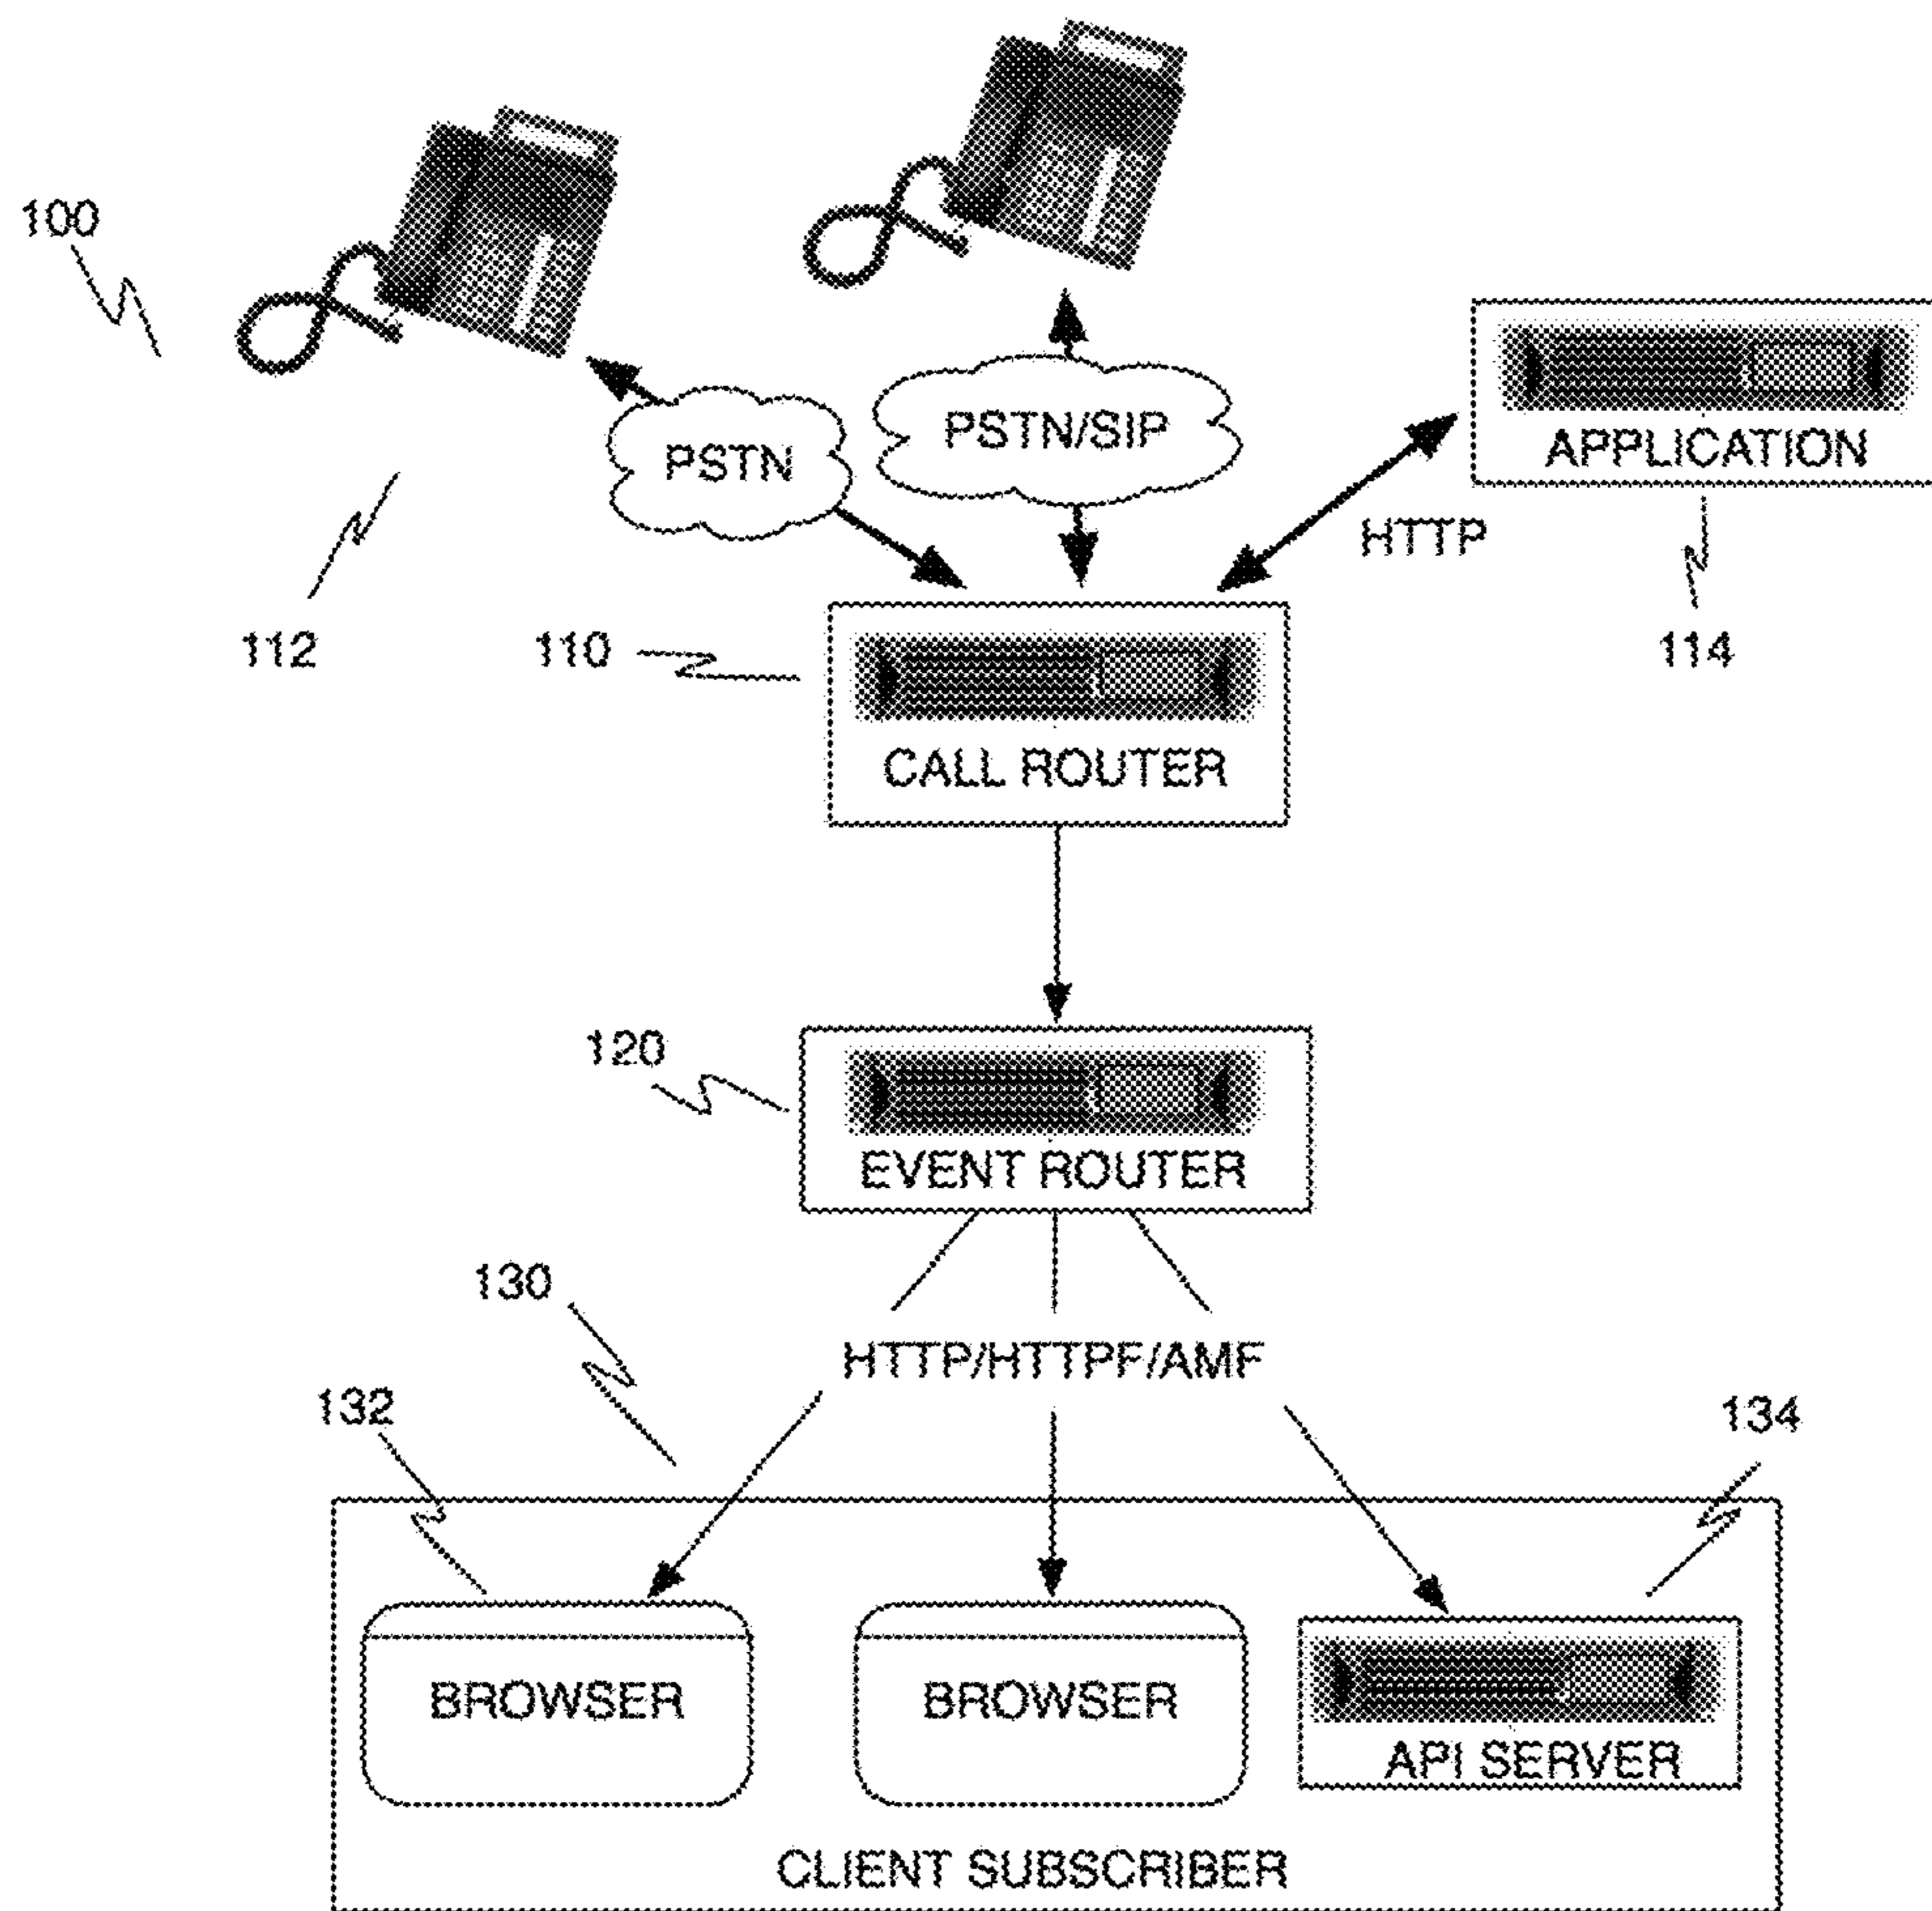 100
PSTN
PSTN/SIP
APPLICATION
HTTP
112
110
114
CALL ROUTER
120
EVENT ROUTER
130
HTTP/HTTPF/AMF
132
134
BROWSER
BROWSER
API SERVER
CLIENT SUBSCRIBER